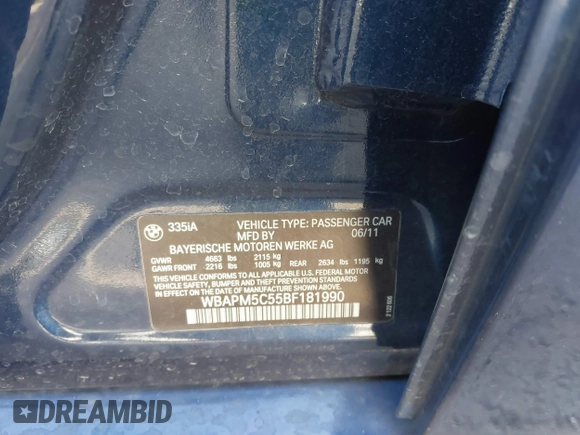 335iA VEHICLE TYPE: PASSENGER CAR
MFD BY 06/11
BAYERISCHE MOTOREN WERKE AG
GVWR 4663 lbs 2115 kg
GAWR FRONT 2216 lbs 1005 kg REAR 2634 lbs 1195 kg
THIS VEHICLE CONFORMS TO ALL APPLICABLE U.S. FEDERAL MOTOR
VEHICLE SAFETY, BUMPER, AND THEFT PREVENTION STANDARDS IN
EFFECT ON THE DATE OF MANUFACTURE SHOWN ABOVE.
WBAPM5C55BF181990
DREAMBID